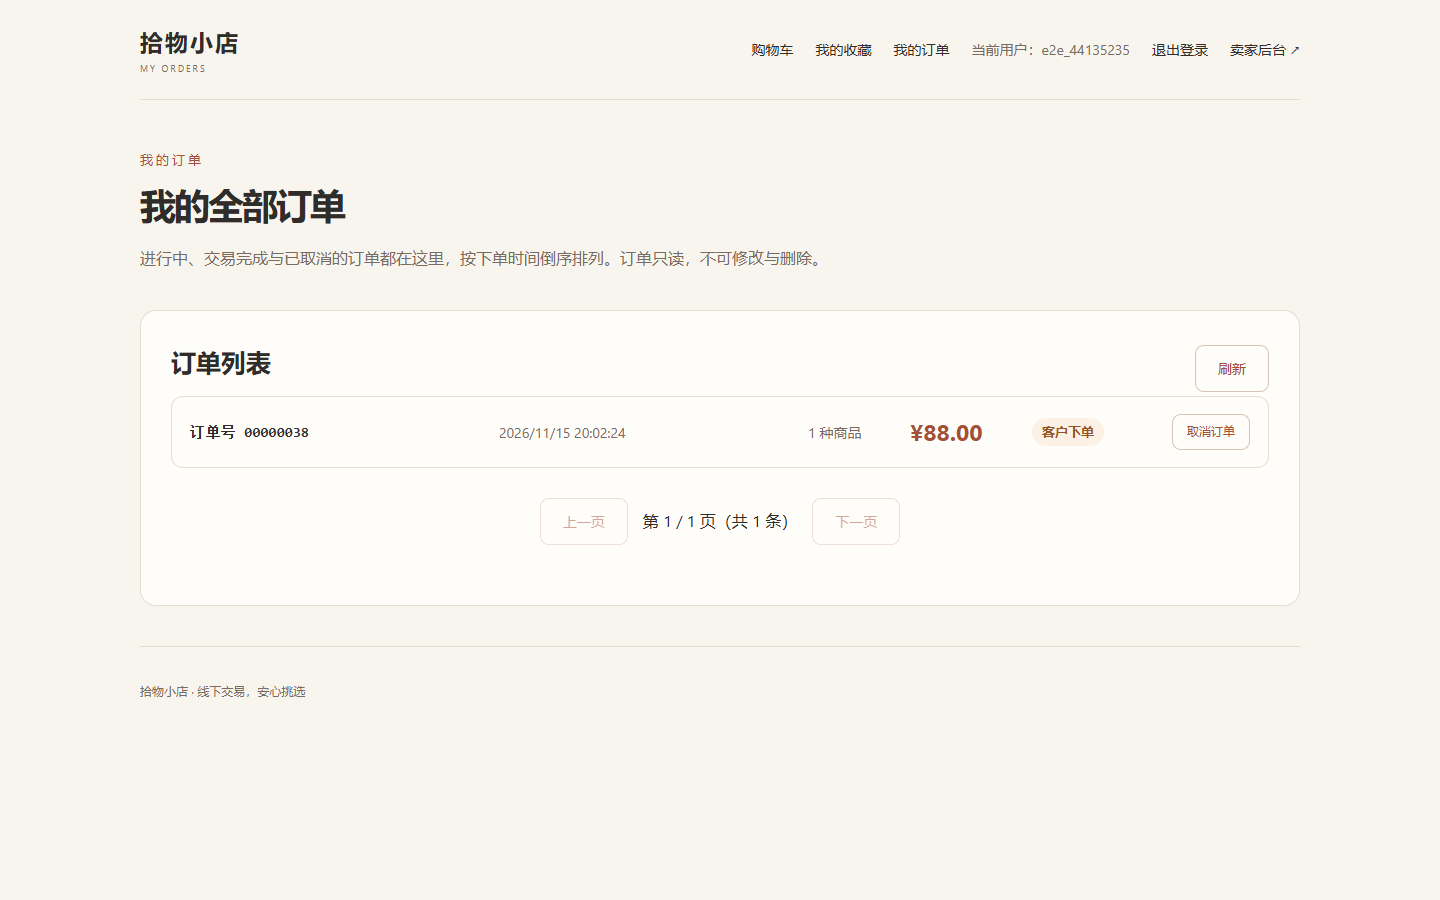 拾物小店
MY ORDERS
购物车 我的收藏 我的订单 当前用户：e2e_44135235 退出登录 卖家后台 ↗
我的订单
我的全部订单
进行中、交易完成与已取消的订单都在这里，按下单时间倒序排列。订单只读，不可修改与删除。
订单列表
刷新
订单号 00000038 2026/11/15 20:02:24 1 种商品 ¥88.00 客户下单 取消订单
上一页 第 1 / 1 页（共 1 条） 下一页
拾物小店 · 线下交易，安心挑选